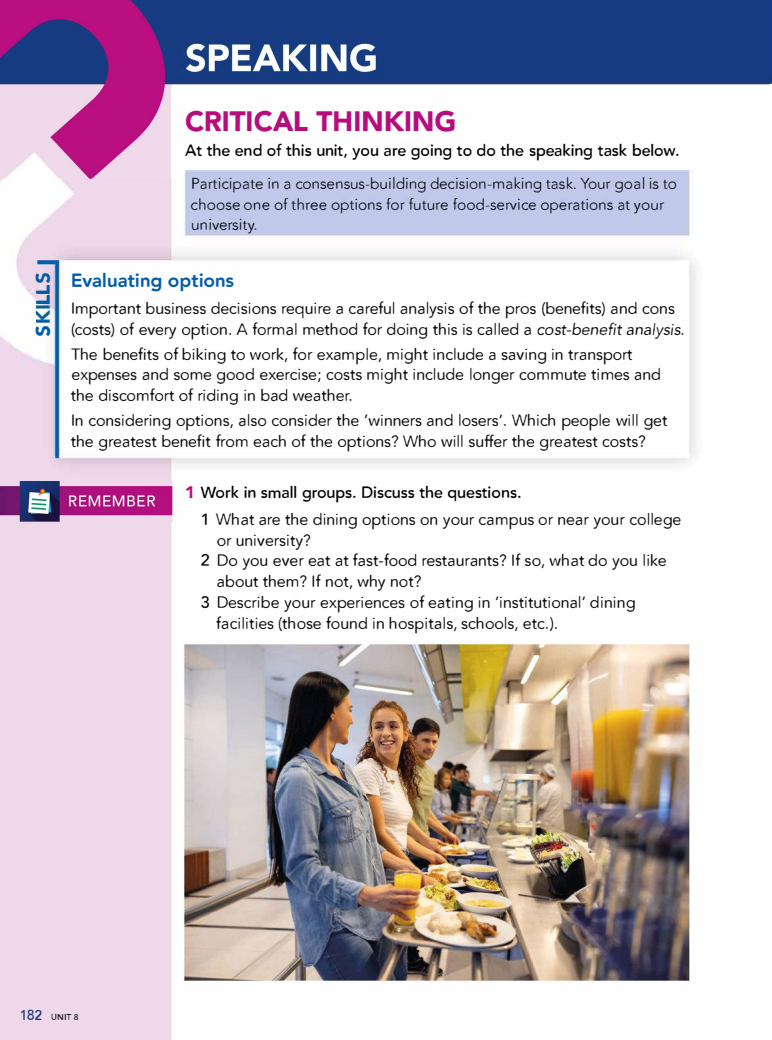 SPEAKING
CRITICAL THINKING
At the end of this unit, you are going to do the speaking task below.
Participate in a consensus-building decision-making task. Your goal is to
choose one of three options for future food-service operations at your
university.
SKILLS
Evaluating options
Important business decisions require a careful analysis of the pros (benefits) and cons
(costs) of every option. A formal method for doing this is called a cost-benefit analysis.
The benefits of biking to work, for example, might include a saving in transport
expenses and some good exercise; costs might include longer commute times and
the discomfort of riding in bad weather.
In considering options, also consider the ‘winners and losers’. Which people will get
the greatest benefit from each of the options? Who will suffer the greatest costs?
REMEMBER
1 Work in small groups. Discuss the questions.
1 What are the dining options on your campus or near your college
or university?
2 Do you ever eat at fast-food restaurants? If so, what do you like
about them? If not, why not?
3 Describe your experiences of eating in ‘institutional’ dining
facilities (those found in hospitals, schools, etc.).
182 UNIT 8